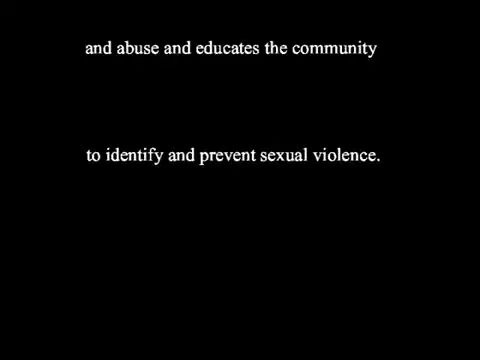 and abuse and educates the community
to identify and prevent sexual violence.